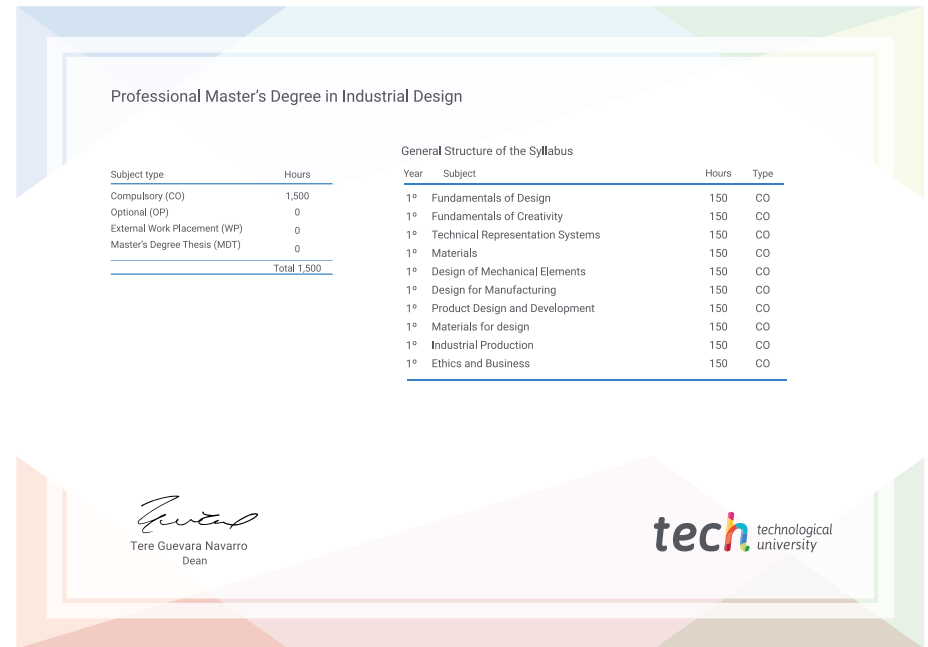 Professional Master's Degree in Industrial Design
General Structure of the Syllabus
Subject type Hours
Compulsory (CO) 1,500
Optional (OP) 0
External Work Placement (WP) 0
Master's Degree Thesis (MDT) 0
Total 1,500
Year Subject Hours Type
1º Fundamentals of Design 150 CO
1º Fundamentals of Creativity 150 CO
1º Technical Representation Systems 150 CO
1º Materials 150 CO
1º Design of Mechanical Elements 150 CO
1º Design for Manufacturing 150 CO
1º Product Design and Development 150 CO
1º Materials for design 150 CO
1º Industrial Production 150 CO
1º Ethics and Business 150 CO
Tere Guevara Navarro
Dean
tech technological
university